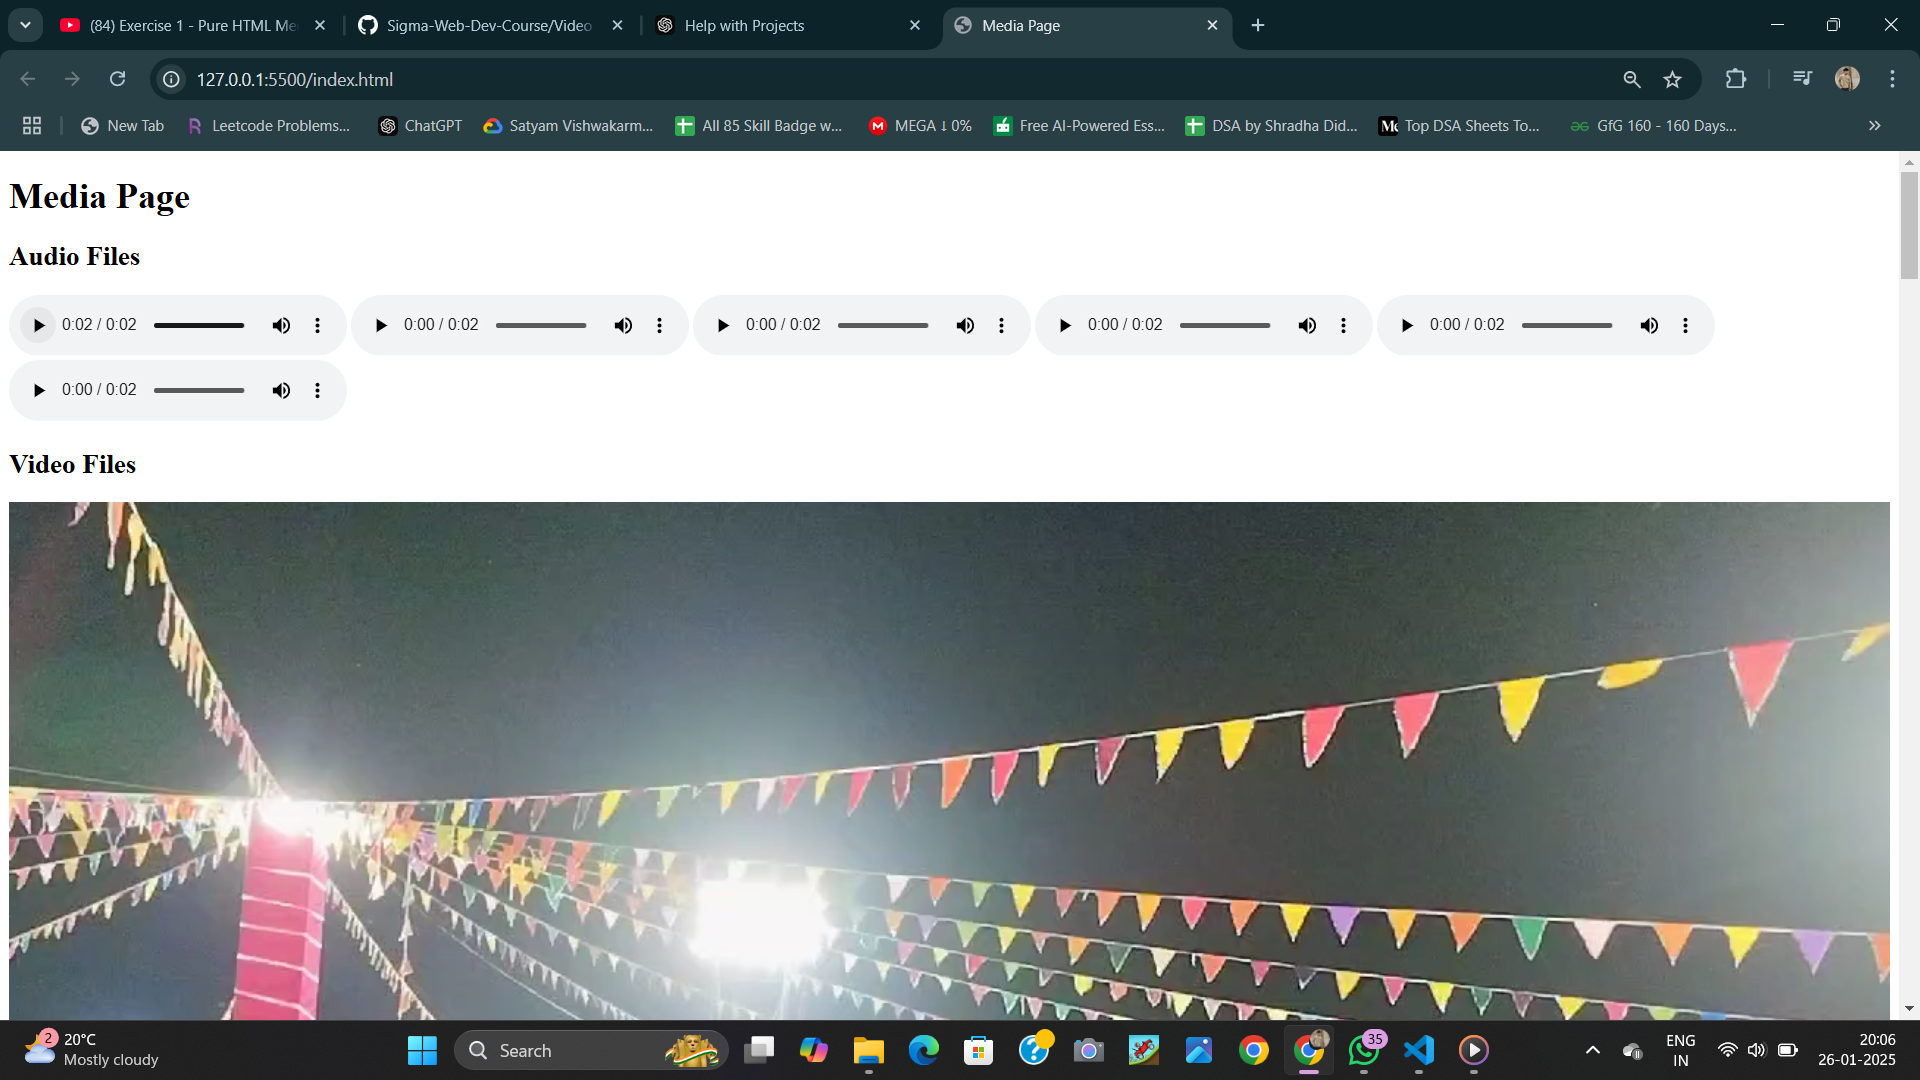 (84) Exercise 1 - Pure HTML Me
Sigma-Web-Dev-Course/Video
Help with Projects
Media Page
127.0.0.1:5500/index.html
New Tab
Leetcode Problems...
ChatGPT
Satyam Vishwakarm...
All 85 Skill Badge w...
MEGA ↓ 0%
Free AI-Powered Ess...
DSA by Shradha Did...
Top DSA Sheets To...
GfG 160 - 160 Days...
Media Page
Audio Files
0:02 / 0:02
0:00 / 0:02
0:00 / 0:02
0:00 / 0:02
0:00 / 0:02
0:00 / 0:02
Video Files
2
20°C
Mostly cloudy
Search
35
ENG
IN
20:06
26-01-2025